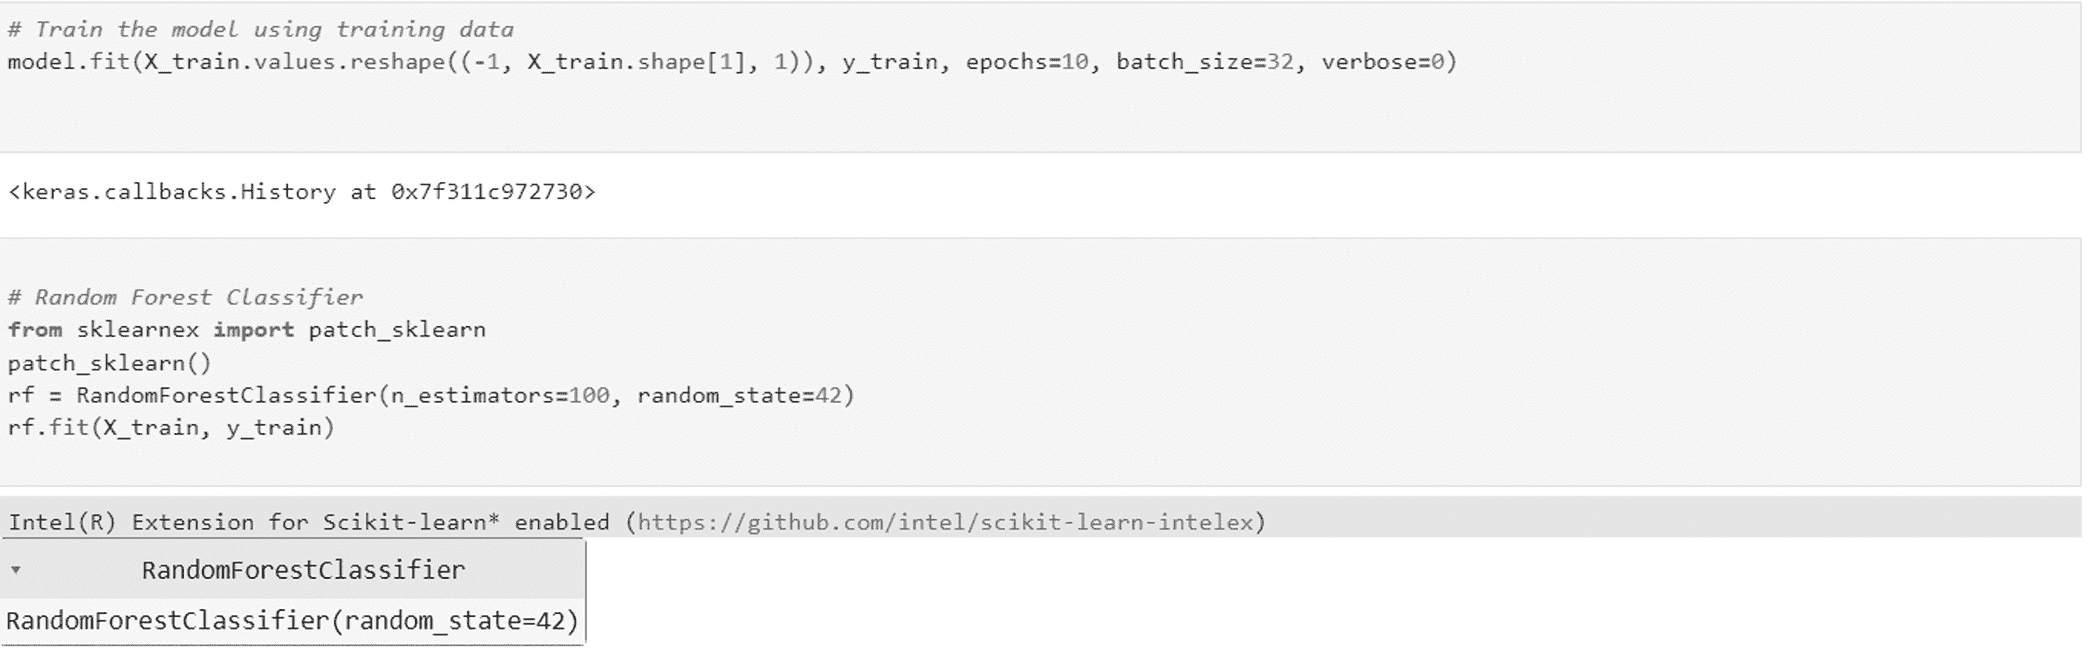 # Train the model using training data
model.fit(X_train.values.reshape((-1, X_train.shape[1], 1)), y_train, epochs=10, batch_size=32, verbose=0)
<keras.callbacks.History at 0x7f311c972730>
# Random Forest Classifier
from sklearnex import patch_sklearn
patch_sklearn()
rf = RandomForestClassifier(n_estimators=100, random_state=42)
rf.fit(X_train, y_train)
Intel(R) Extension for Scikit-learn* enabled (https://github.com/intel/scikit-learn-intelex)
▾ RandomForestClassifier
RandomForestClassifier(random_state=42)